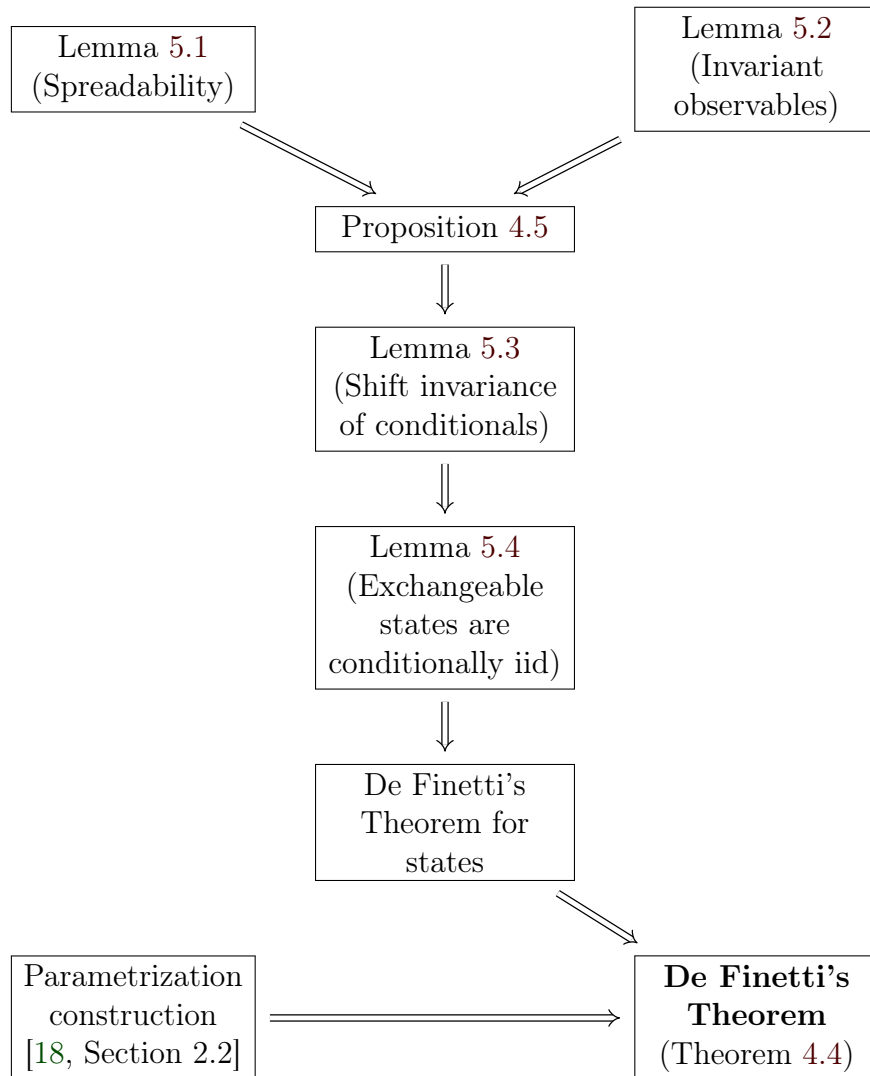 Lemma 5.1
(Spreadability)
Lemma 5.2
(Invariant
observables)
Proposition 4.5
Lemma 5.3
(Shift invariance
of conditionals)
Lemma 5.4
(Exchangeable
states are
conditionally iid)
De Finetti's
Theorem for
states
Parametrization
construction
[18, Section 2.2]
De Finetti's
Theorem
(Theorem 4.4)